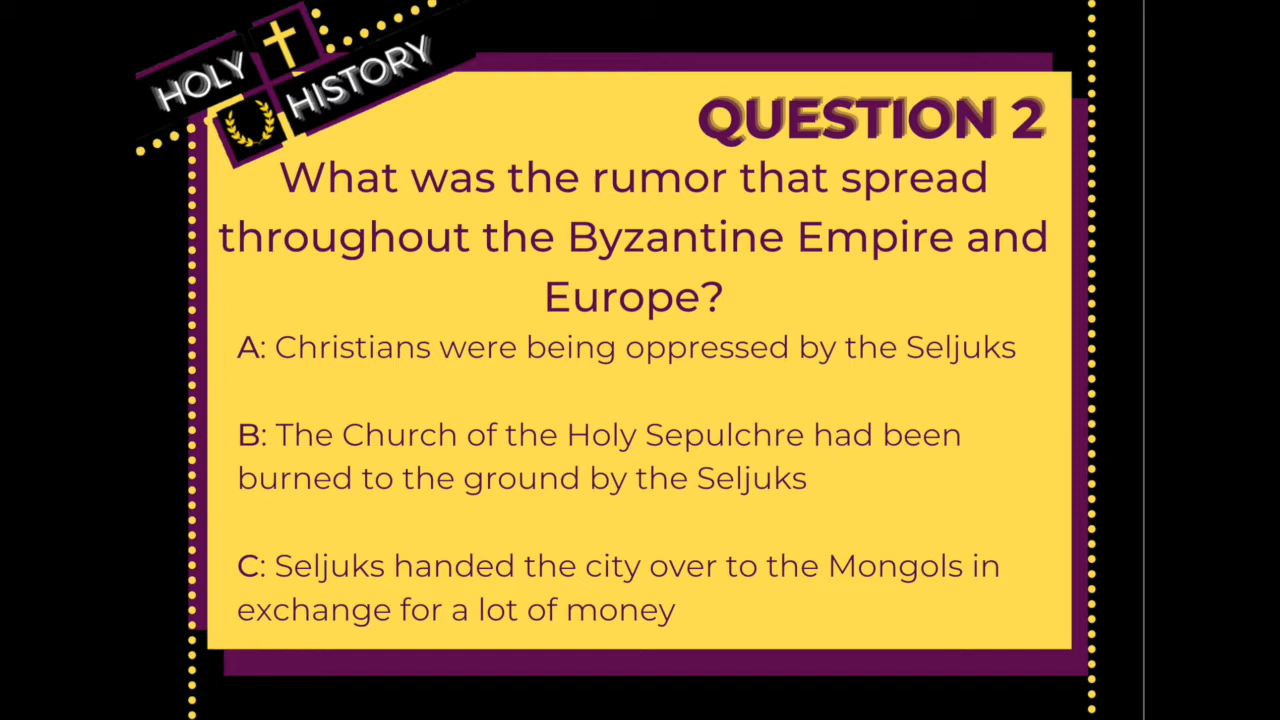 HOLY
HISTORY
QUESTION 2
What was the rumor that spread
throughout the Byzantine Empire and
Europe?
A: Christians were being oppressed by the Seljuks
B: The Church of the Holy Sepulchre had been
burned to the ground by the Seljuks
C: Seljuks handed the city over to the Mongols in
exchange for a lot of money